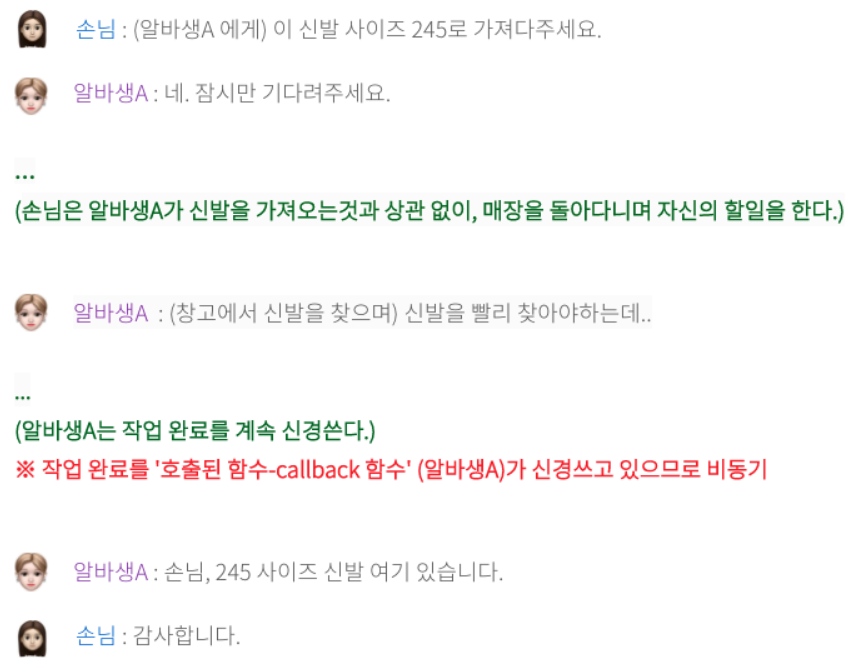 손님 : (알바생A 에게) 이 신발 사이즈 245로 가져다주세요.
알바생A : 네. 잠시만 기다려주세요.
...
(손님은 알바생A가 신발을 가져오는것과 상관 없이, 매장을 돌아다니며 자신의 할일을 한다.)
알바생A : (창고에서 신발을 찾으며) 신발을 빨리 찾아야하는데..
...
(알바생A는 작업 완료를 계속 신경쓴다.)
※ 작업 완료를 '호출된 함수-callback 함수' (알바생A)가 신경쓰고 있으므로 비동기
알바생A : 손님, 245 사이즈 신발 여기 있습니다.
손님 : 감사합니다.